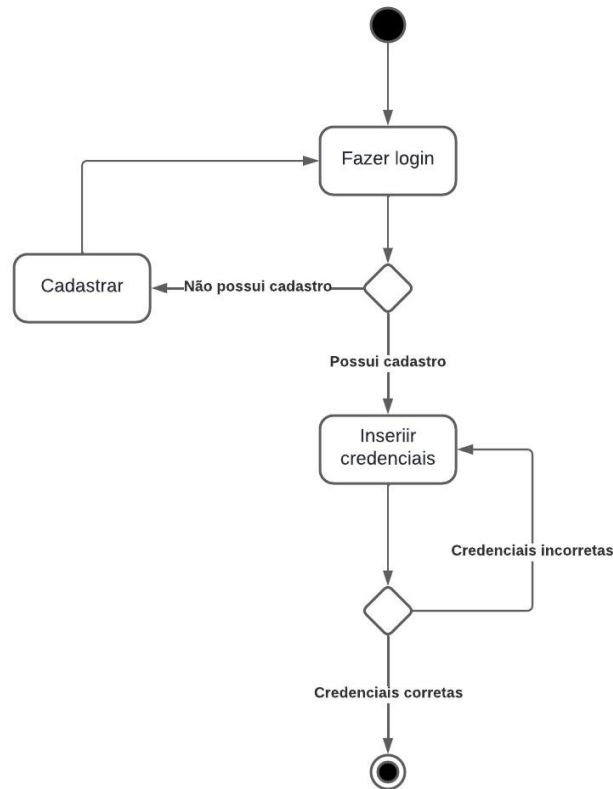 Fazer login
Cadastrar
Não possui cadastro
Possui cadastro
Inseriir
credenciais
Credenciais incorretas
Credenciais corretas